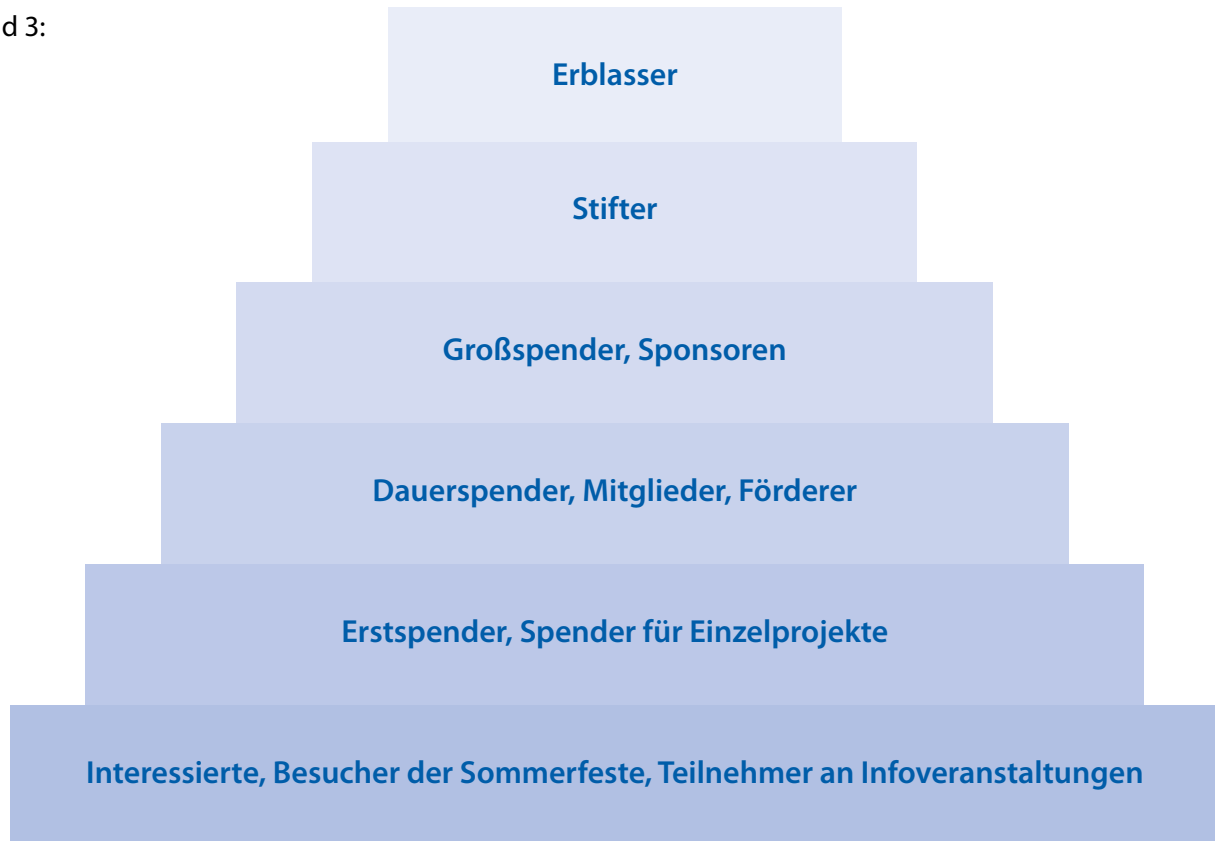 d 3:
Erblasser
Stifter
Großspender, Sponsoren
Dauerspender, Mitglieder, Förderer
Erstspender, Spender für Einzelprojekte
Interessierte, Besucher der Sommerfeste, Teilnehmer an Infoveranstaltungen